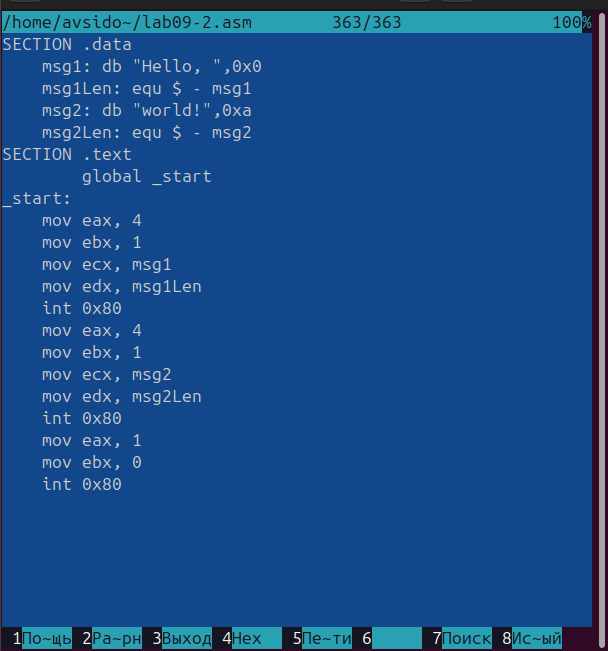 /home/avsido~/lab09-2.asm 363/363 100%
SECTION .data
msg1: db "Hello, ",0x0
msg1Len: equ $ - msg1
msg2: db "world!",0xa
msg2Len: equ $ - msg2
SECTION .text
global _start
_start:
mov eax, 4
mov ebx, 1
mov ecx, msg1
mov edx, msg1Len
int 0x80
mov eax, 4
mov ebx, 1
mov ecx, msg2
mov edx, msg2Len
int 0x80
mov eax, 1
mov ebx, 0
int 0x80
1По~щь 2Ра~рн 3Выход 4Hex 5Пе~ти 6 7Поиск 8Ис~ый